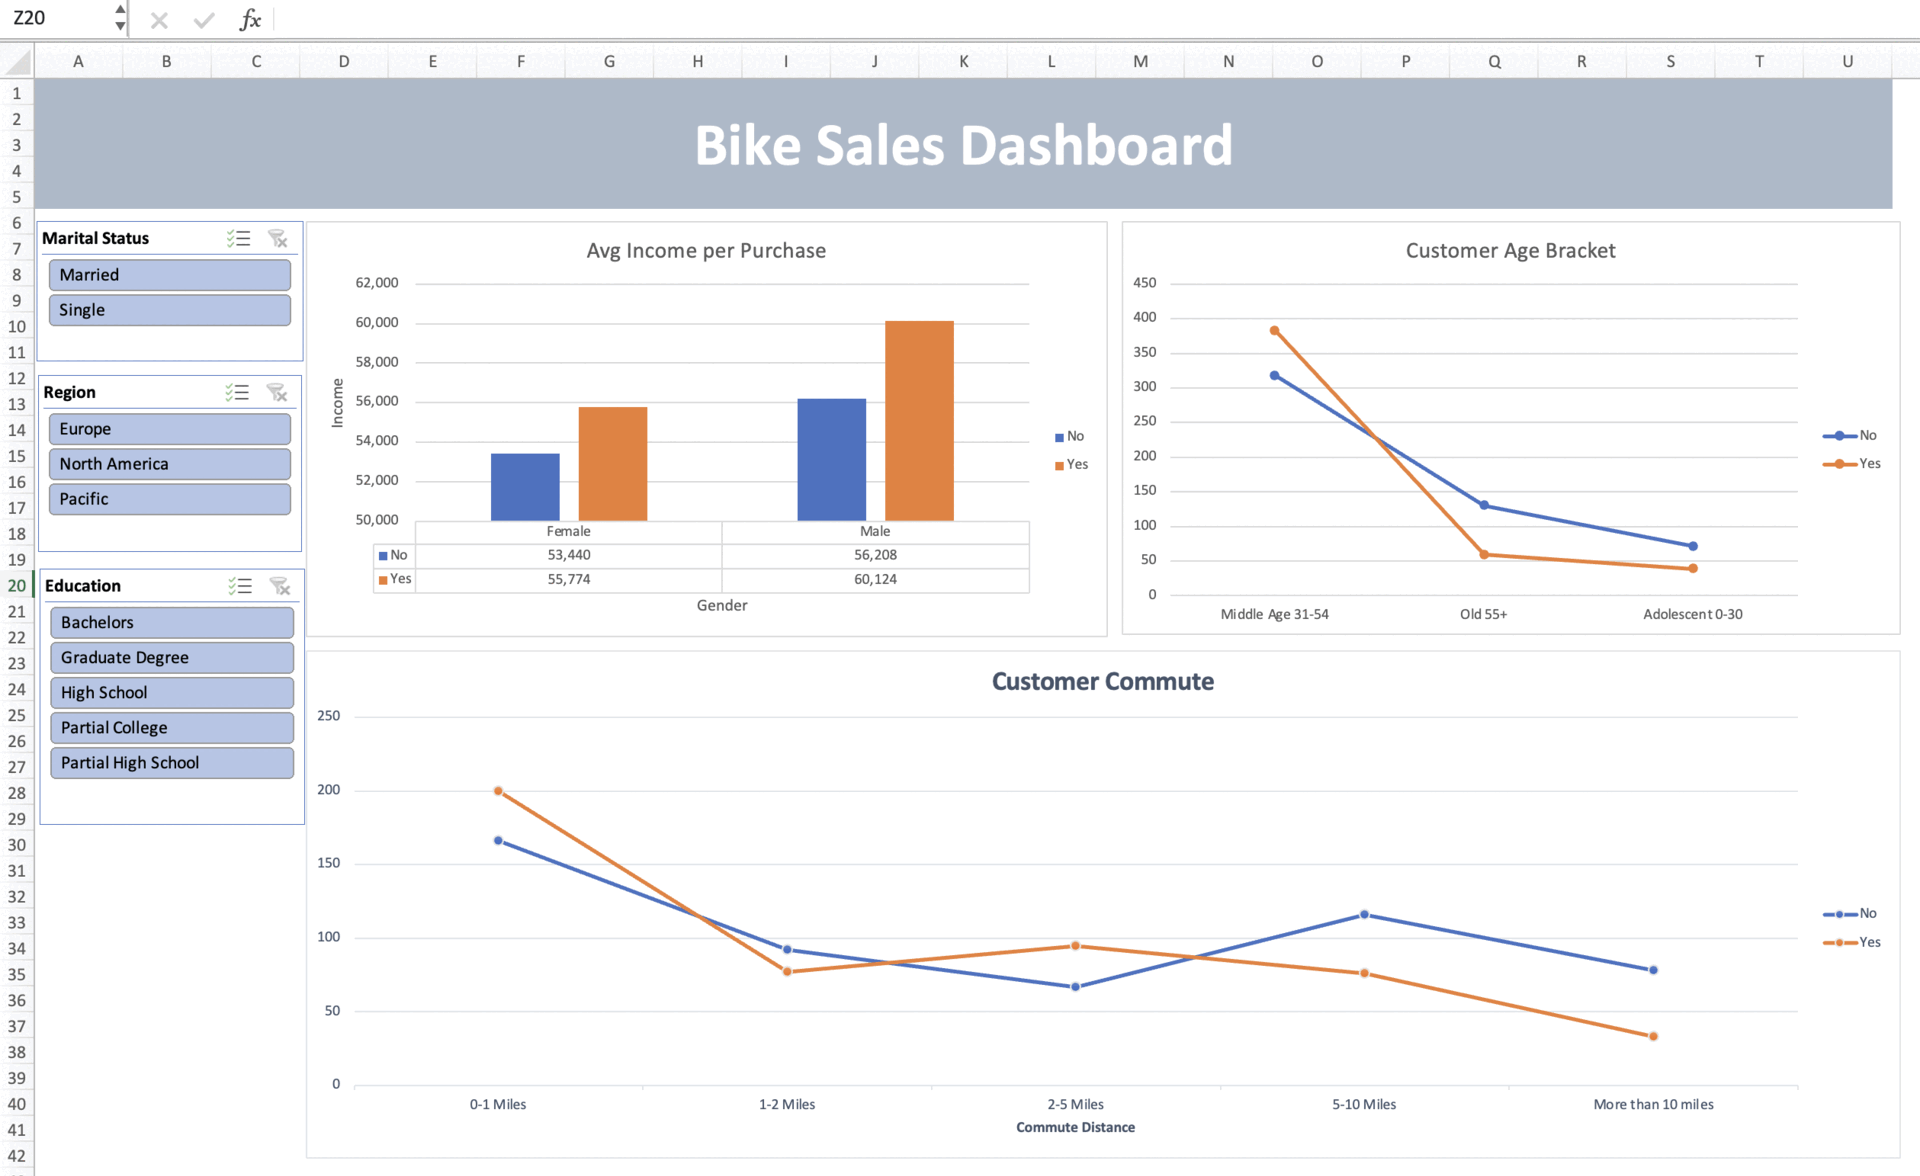 Z20
fx
A B C D E F G H I J K L M N O P Q R S T U
1
2
3
4
5
6
7
8
9
10
11
12
13
14
15
16
17
18
19
20
21
22
23
24
25
26
27
28
29
30
31
32
33
34
35
36
37
38
39
40
41
42
Bike Sales Dashboard
Marital Status
Married
Single
Region
Europe
North America
Pacific
Education
Bachelors
Graduate Degree
High School
Partial College
Partial High School
Avg Income per Purchase
62,000
60,000
58,000
56,000
54,000
52,000
50,000
Income
Female Male
No 53,440 56,208
Yes 55,774 60,124
Gender
No
Yes
Customer Age Bracket
450
400
350
300
250
200
150
100
50
0
Middle Age 31-54 Old 55+ Adolescent 0-30
No
Yes
Customer Commute
250
200
150
100
50
0
0-1 Miles 1-2 Miles 2-5 Miles 5-10 Miles More than 10 miles
Commute Distance
No
Yes